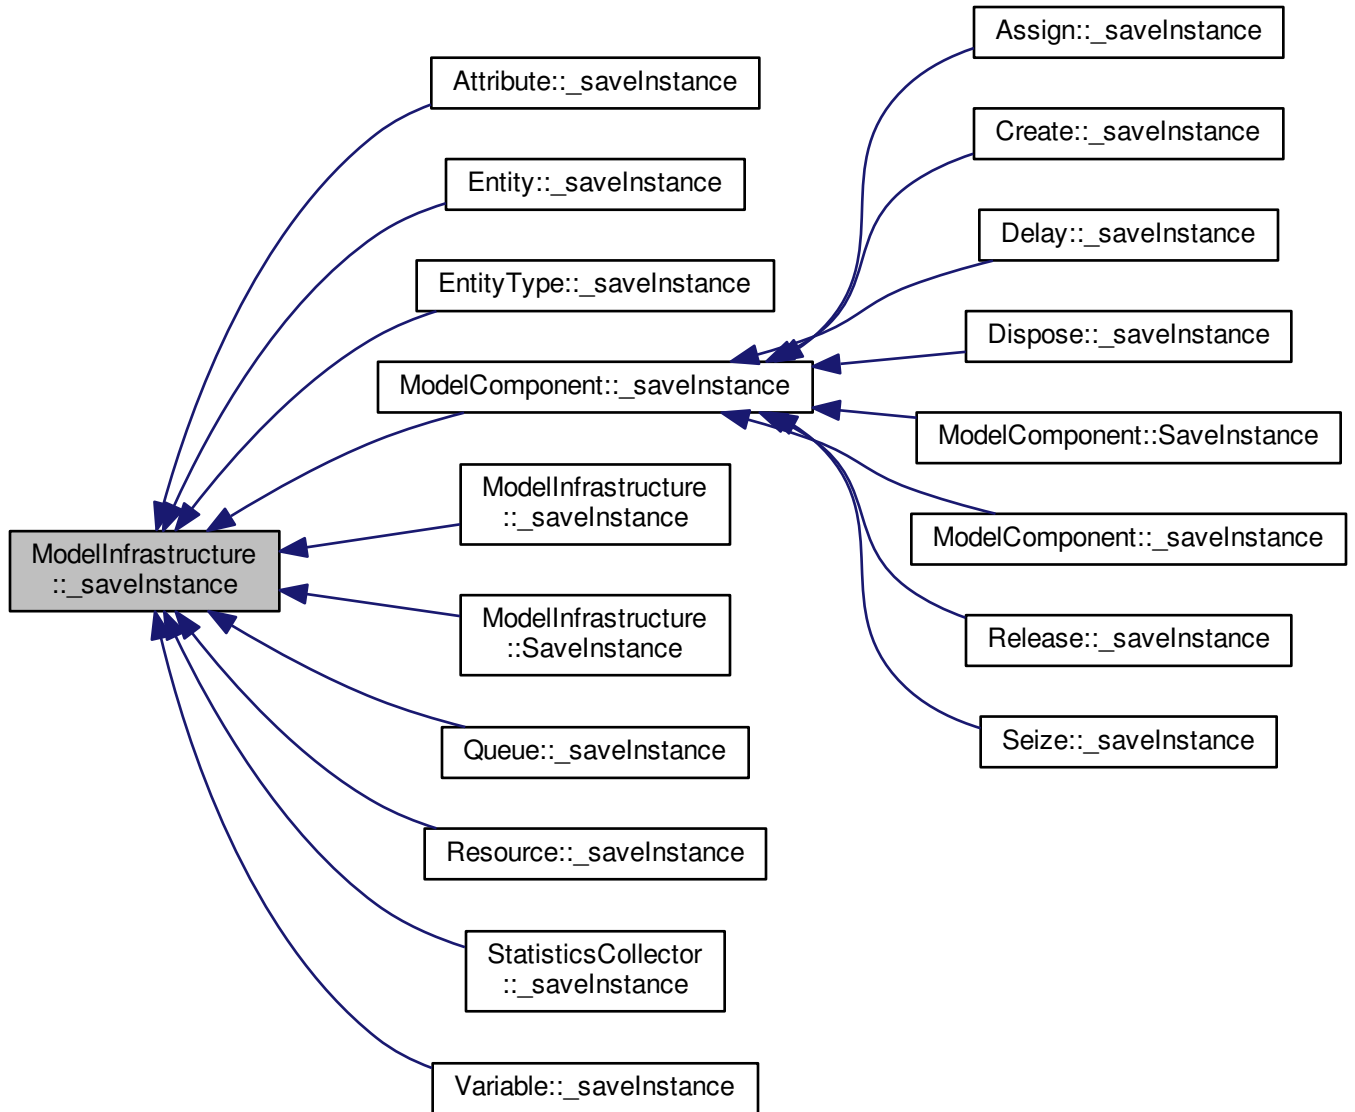 Assign::_saveInstance
Attribute::_saveInstance
Create::_saveInstance
Entity::_saveInstance
Delay::_saveInstance
EntityType::_saveInstance
Dispose::_saveInstance
ModelComponent::_saveInstance
ModelComponent::SaveInstance
ModelInfrastructure
::_saveInstance
ModelComponent::_saveInstance
ModelInfrastructure
::_saveInstance
ModelInfrastructure
::SaveInstance
Release::_saveInstance
Seize::_saveInstance
Queue::_saveInstance
Resource::_saveInstance
StatisticsCollector
::_saveInstance
Variable::_saveInstance